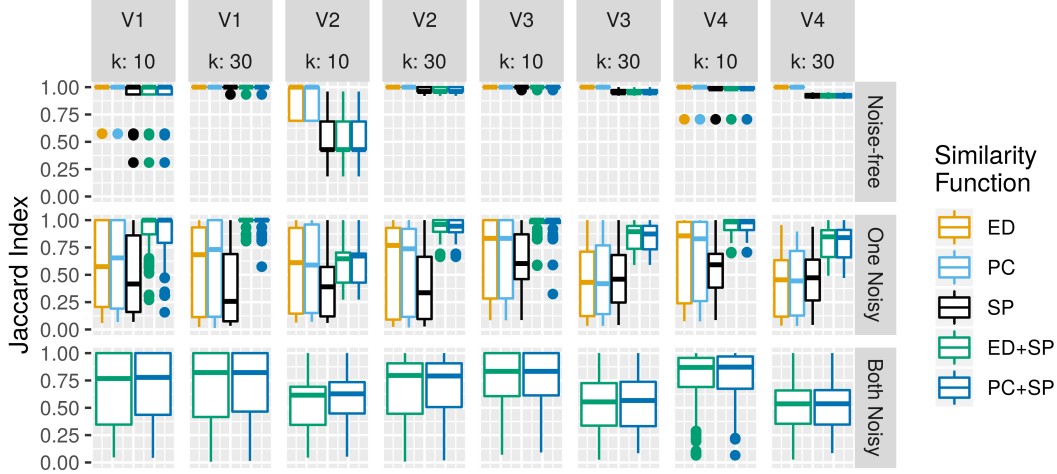 V1 V1 V2 V2 V3 V3 V4 V4
k: 10 k: 30 k: 10 k: 30 k: 10 k: 30 k: 10 k: 30
Jaccard Index
1.00
0.75
0.50
0.25
0.00
Noise-free
1.00
0.75
0.50
0.25
0.00
One Noisy
1.00
0.75
0.50
0.25
0.00
Both Noisy
Similarity
Function
ED
PC
SP
ED+SP
PC+SP